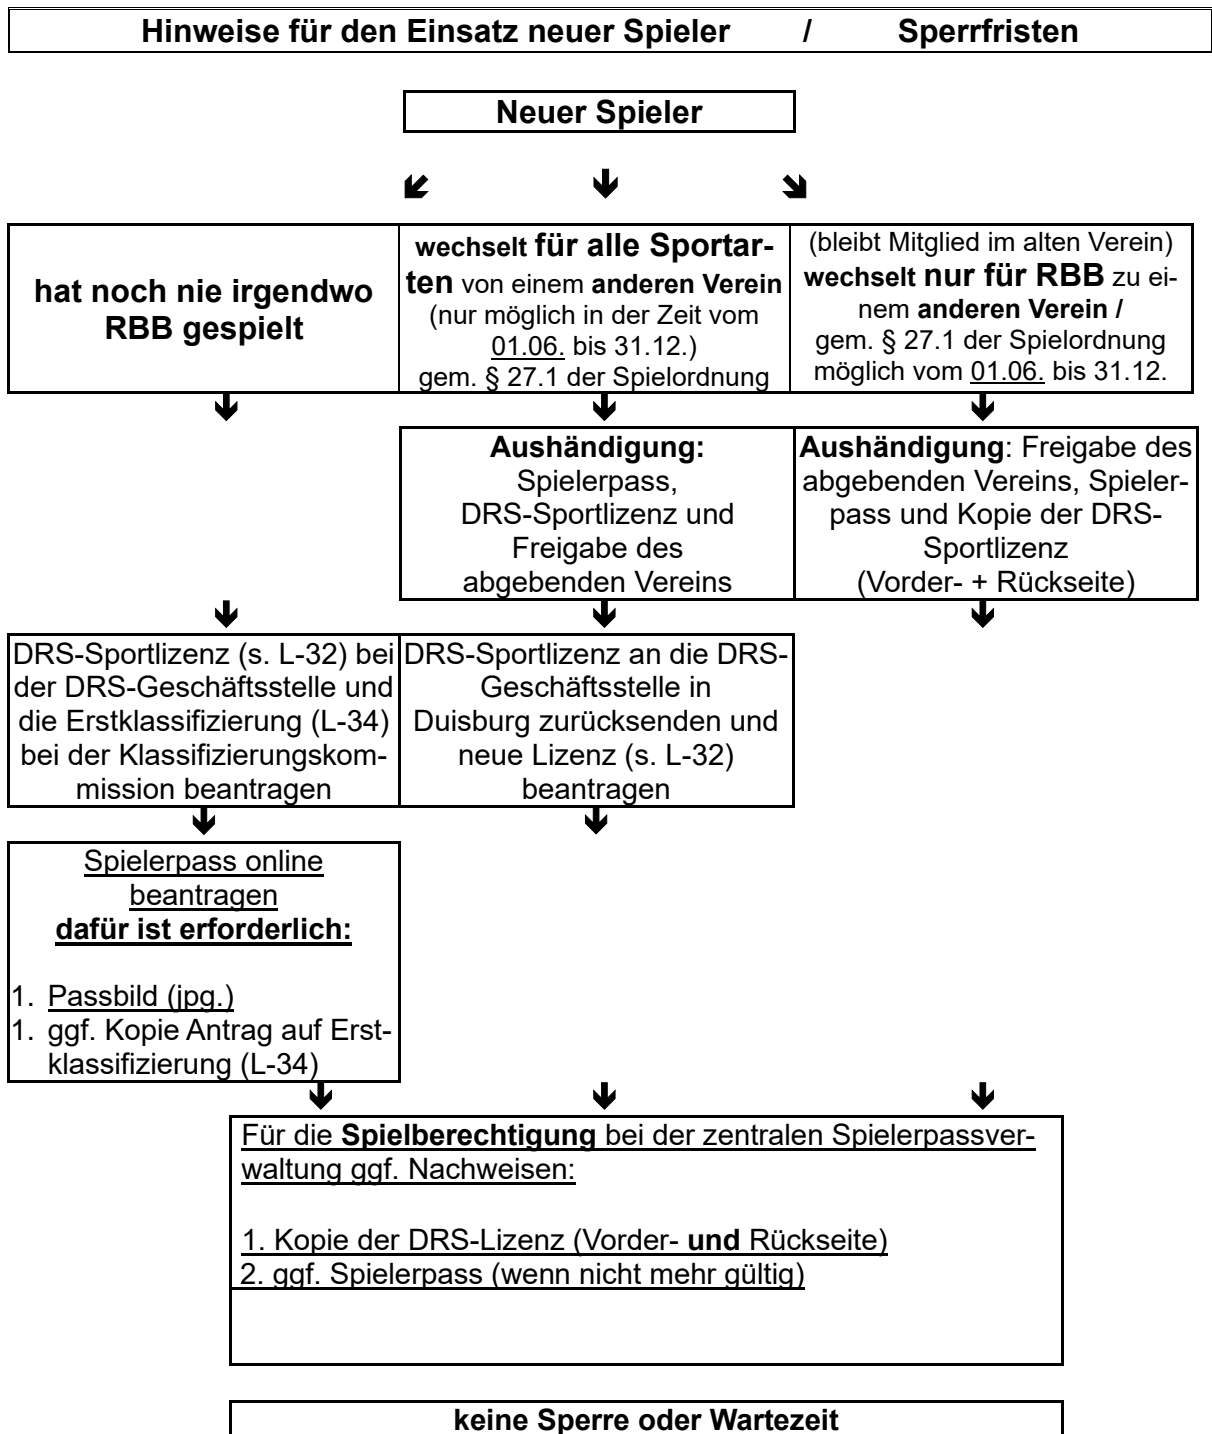 Hinweise für den Einsatz neuer Spieler / Sperrfristen
Neuer Spieler
hat noch nie irgendwo
RBB gespielt
wechselt für alle Sportar-
ten von einem anderen Verein
(nur möglich in der Zeit vom
01.06. bis 31.12.)
gem. § 27.1 der Spielordnung
(bleibt Mitglied im alten Verein)
wechselt nur für RBB zu ei-
nem anderen Verein /
gem. § 27.1 der Spielordnung
möglich vom 01.06. bis 31.12.
Aushändigung:
Spielerpass,
DRS-Sportlizenz und
Freigabe des
abgebenden Vereins
Aushändigung: Freigabe des
abgebenden Vereins, Spieler-
pass und Kopie der DRS-
Sportlizenz
(Vorder- + Rückseite)
DRS-Sportlizenz (s. L-32) bei
der DRS-Geschäftsstelle und
die Erstklassifizierung (L-34)
bei der Klassifizierungskom-
mission beantragen
DRS-Sportlizenz an die DRS-
Geschäftsstelle in
Duisburg zurücksenden und
neue Lizenz (s. L-32)
beantragen
Spielerpass online
beantragen
dafür ist erforderlich:
1. Passbild (jpg.)
1. ggf. Kopie Antrag auf Erst-
klassifizierung (L-34)
Für die Spielberechtigung bei der zentralen Spielerpassver-
waltung ggf. Nachweisen:
1. Kopie der DRS-Lizenz (Vorder- und Rückseite)
2. ggf. Spielerpass (wenn nicht mehr gültig)
keine Sperre oder Wartezeit